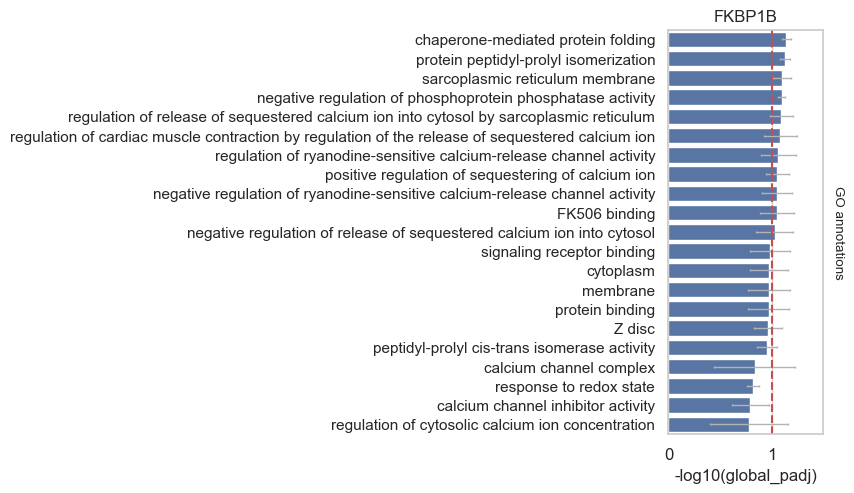 FKBP1B
chaperone-mediated protein folding
protein peptidyl-prolyl isomerization
sarcoplasmic reticulum membrane
negative regulation of phosphoprotein phosphatase activity
regulation of release of sequestered calcium ion into cytosol by sarcoplasmic reticulum
regulation of cardiac muscle contraction by regulation of the release of sequestered calcium ion
regulation of ryanodine-sensitive calcium-release channel activity
positive regulation of sequestering of calcium ion
negative regulation of ryanodine-sensitive calcium-release channel activity
FK506 binding
negative regulation of release of sequestered calcium ion into cytosol
signaling receptor binding
cytoplasm
membrane
protein binding
Z disc
peptidyl-prolyl cis-trans isomerase activity
calcium channel complex
response to redox state
calcium channel inhibitor activity
regulation of cytosolic calcium ion concentration
GO annotations
0 1
-log10(global_padj)